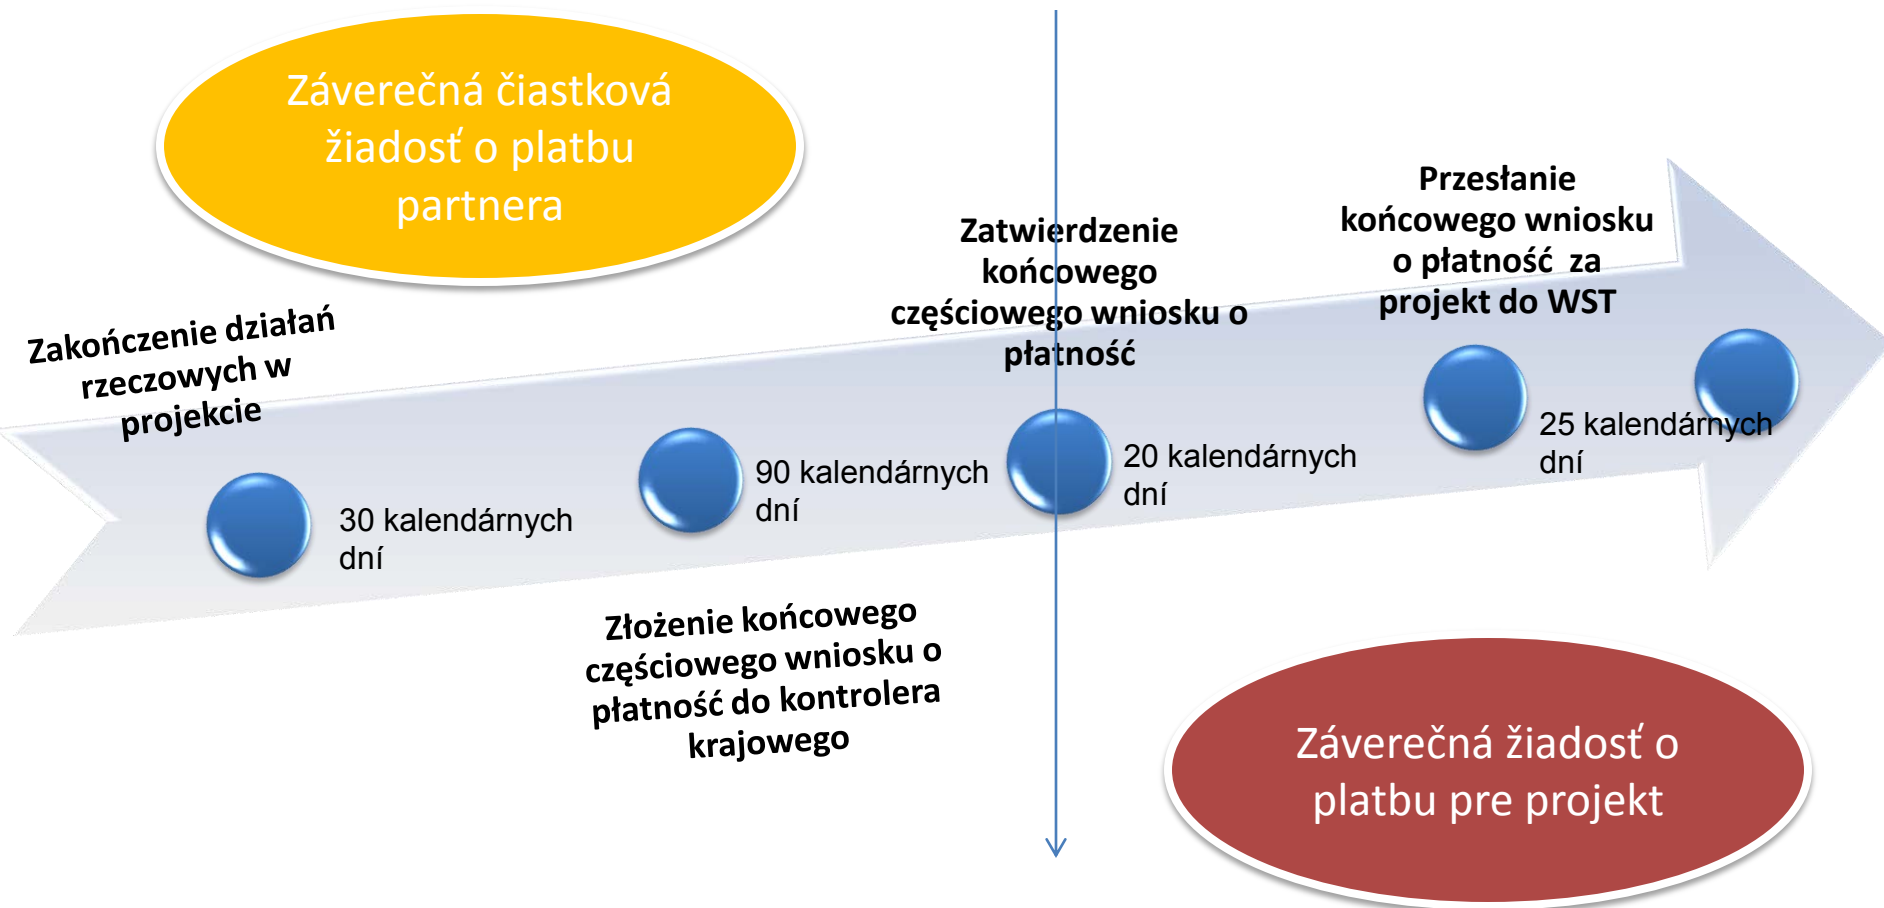 Záverečná čiastková
žiadosť o platbu
partnera
Zakończenie działań
rzeczowych w
projekcie
30 kalendárnych
dní
Złożenie końcowego
częściowego wniosku o
płatność do kontrolera
krajowego
90 kalendárnych
dní
Zatwierdzenie
końcowego
częściowego wniosku o
płatność
20 kalendárnych
dní
Przesłanie
końcowego wniosku
o płatność za
projekt do WST
25 kalendárnych
dní
Záverečná žiadosť o
platbu pre projekt